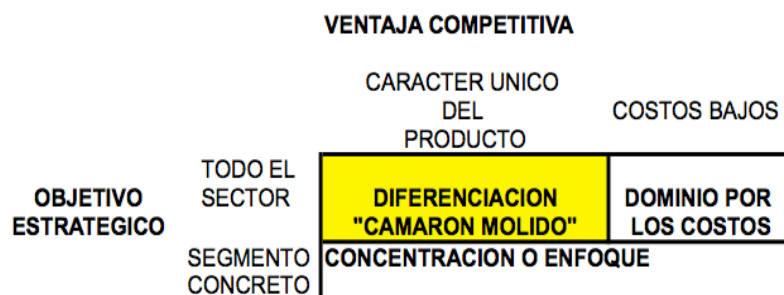 VENTAJA COMPETITIVA
CARACTER UNICO
DEL
PRODUCTO
COSTOS BAJOS
TODO EL
SECTOR
OBJETIVO
ESTRATEGICO
DIFERENCIACION
"CAMARON MOLIDO"
DOMINIO POR
LOS COSTOS
SEGMENTO
CONCRETO
CONCENTRACION O ENFOQUE